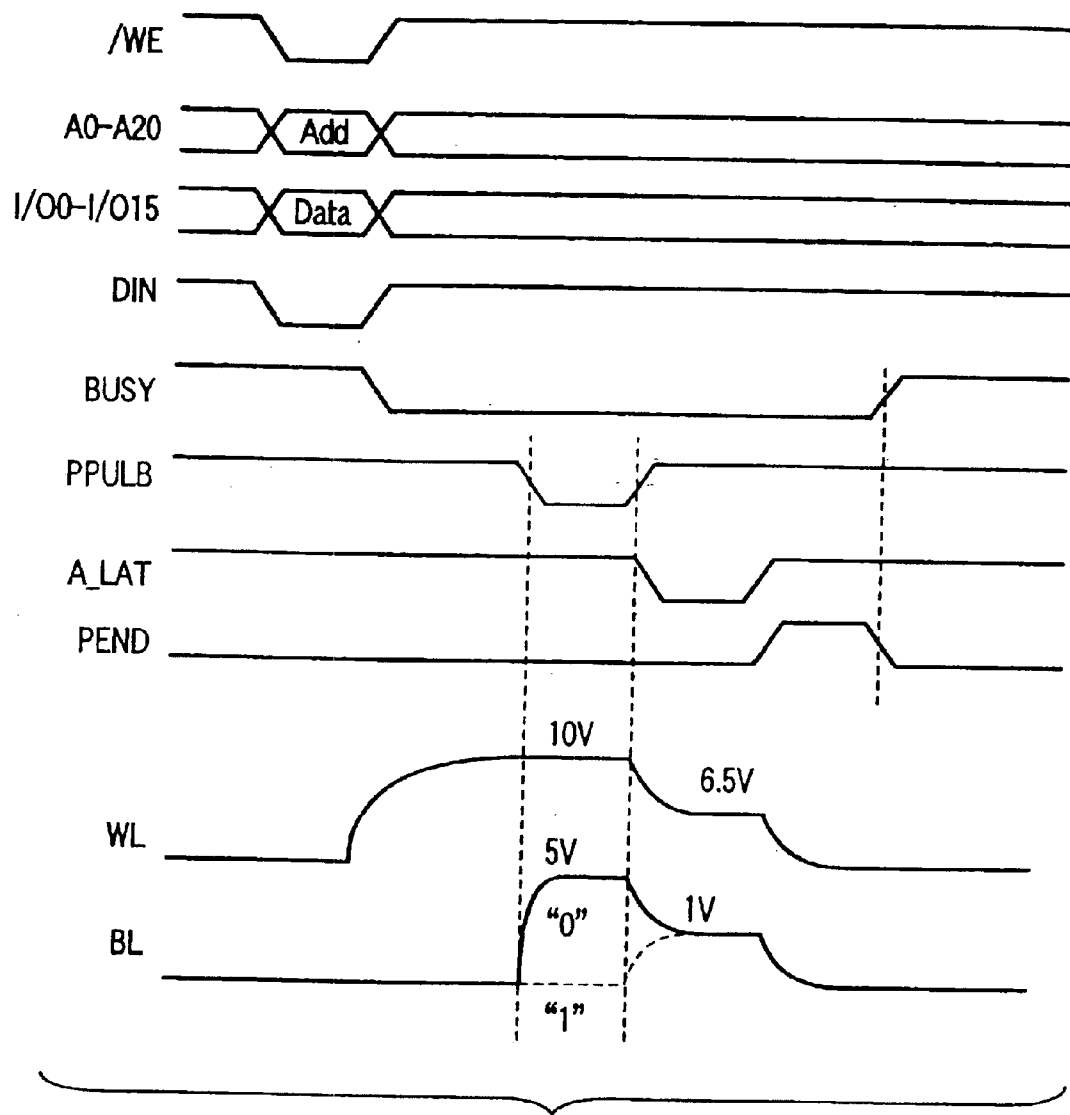 /WE
A0-A20 Add
I/O0-I/O15 Data
DIN
BUSY
PPULB
A_LAT
PEND
10V
6.5V
WL
5V
"0"
1V
BL
"1"